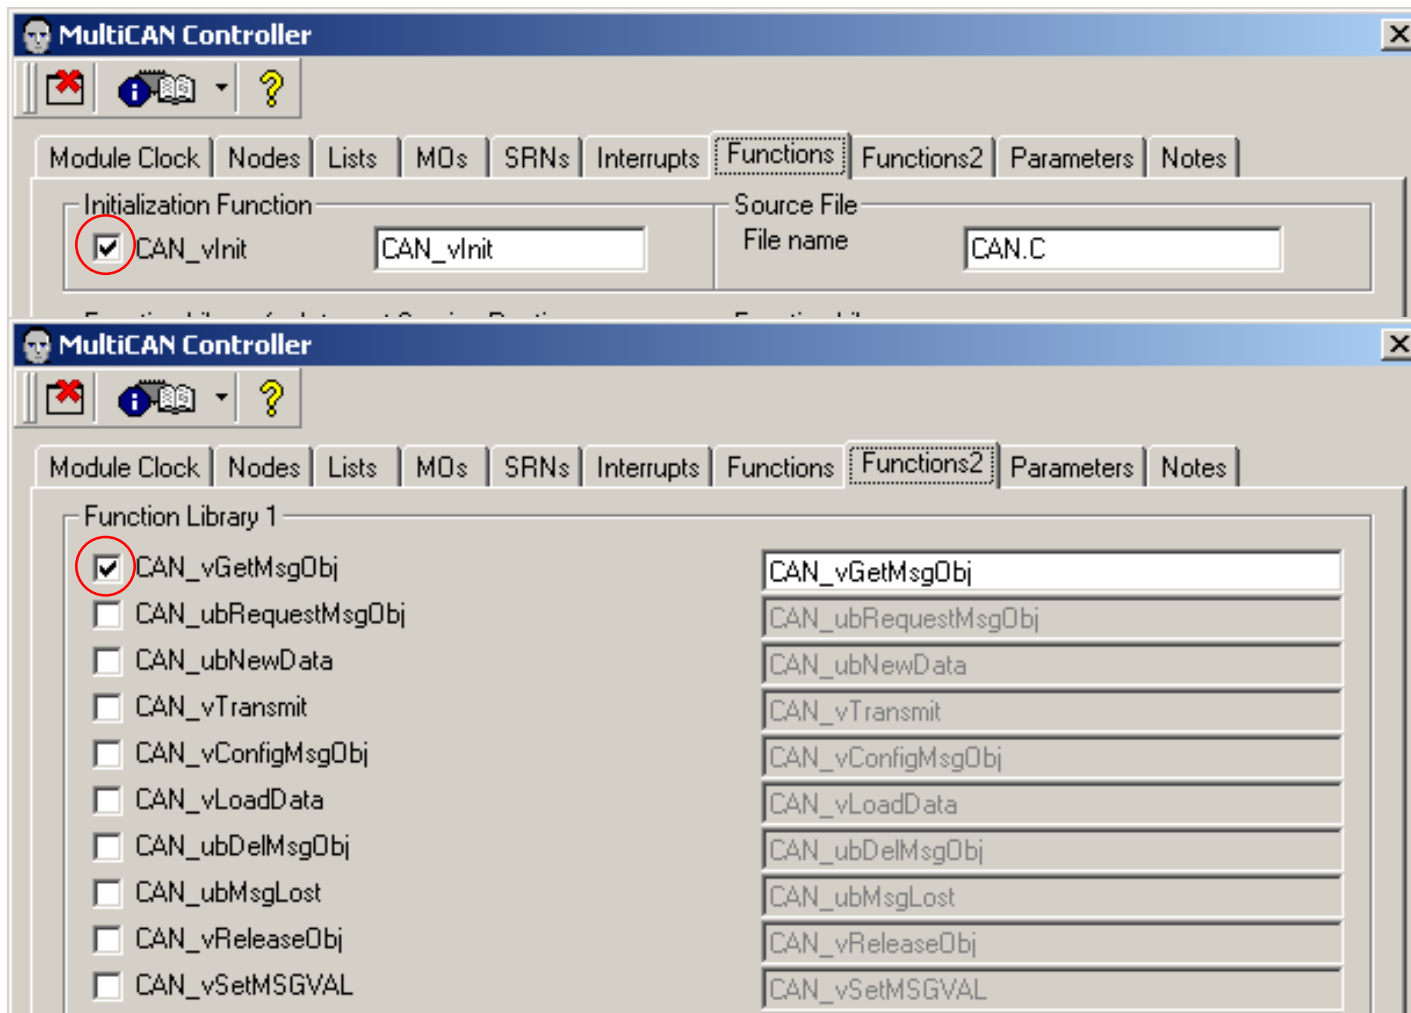 MultiCAN Controller
Module Clock Nodes Lists MOs SRNs Interrupts Functions Functions2 Parameters Notes
Initialization Function Source File
CAN_vInit CAN_vInit File name CAN.C
MultiCAN Controller
Module Clock Nodes Lists MOs SRNs Interrupts Functions Functions2 Parameters Notes
Function Library 1
CAN_vGetMsgObj CAN_vGetMsgObj
CAN_ubRequestMsgObj CAN_ubRequestMsgObj
CAN_ubNewData CAN_ubNewData
CAN_vTransmit CAN_vTransmit
CAN_vConfigMsgObj CAN_vConfigMsgObj
CAN_vLoadData CAN_vLoadData
CAN_ubDelMsgObj CAN_ubDelMsgObj
CAN_ubMsgLost CAN_ubMsgLost
CAN_vReleaseObj CAN_vReleaseObj
CAN_vSetMSGVAL CAN_vSetMSGVAL